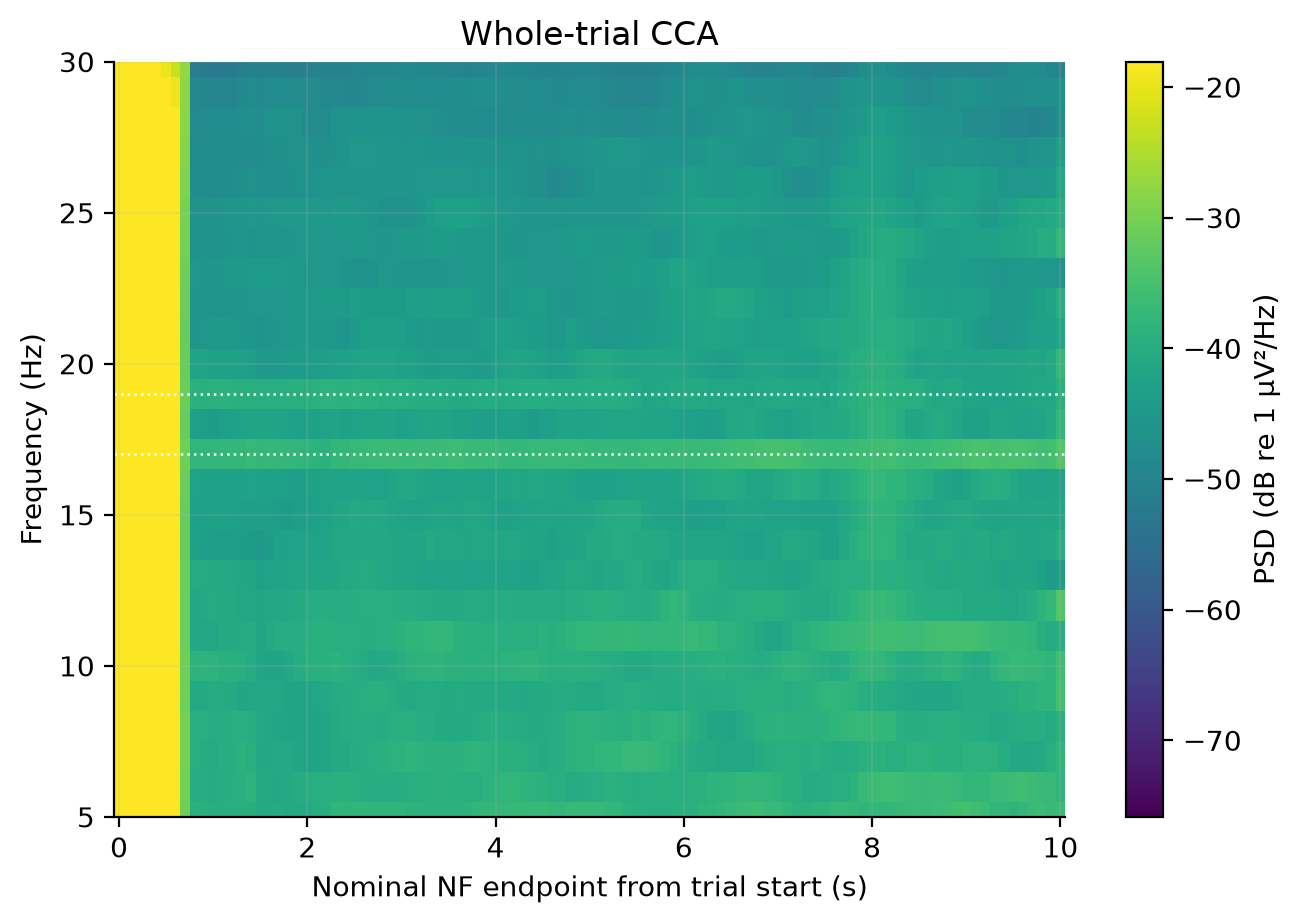 Whole-trial CCA
30
25
20
15
10
5
Frequency (Hz)
0 2 4 6 8 10
Nominal NF endpoint from trial start (s)
−20
−30
−40
−50
−60
−70
PSD (dB re 1 µV²/Hz)